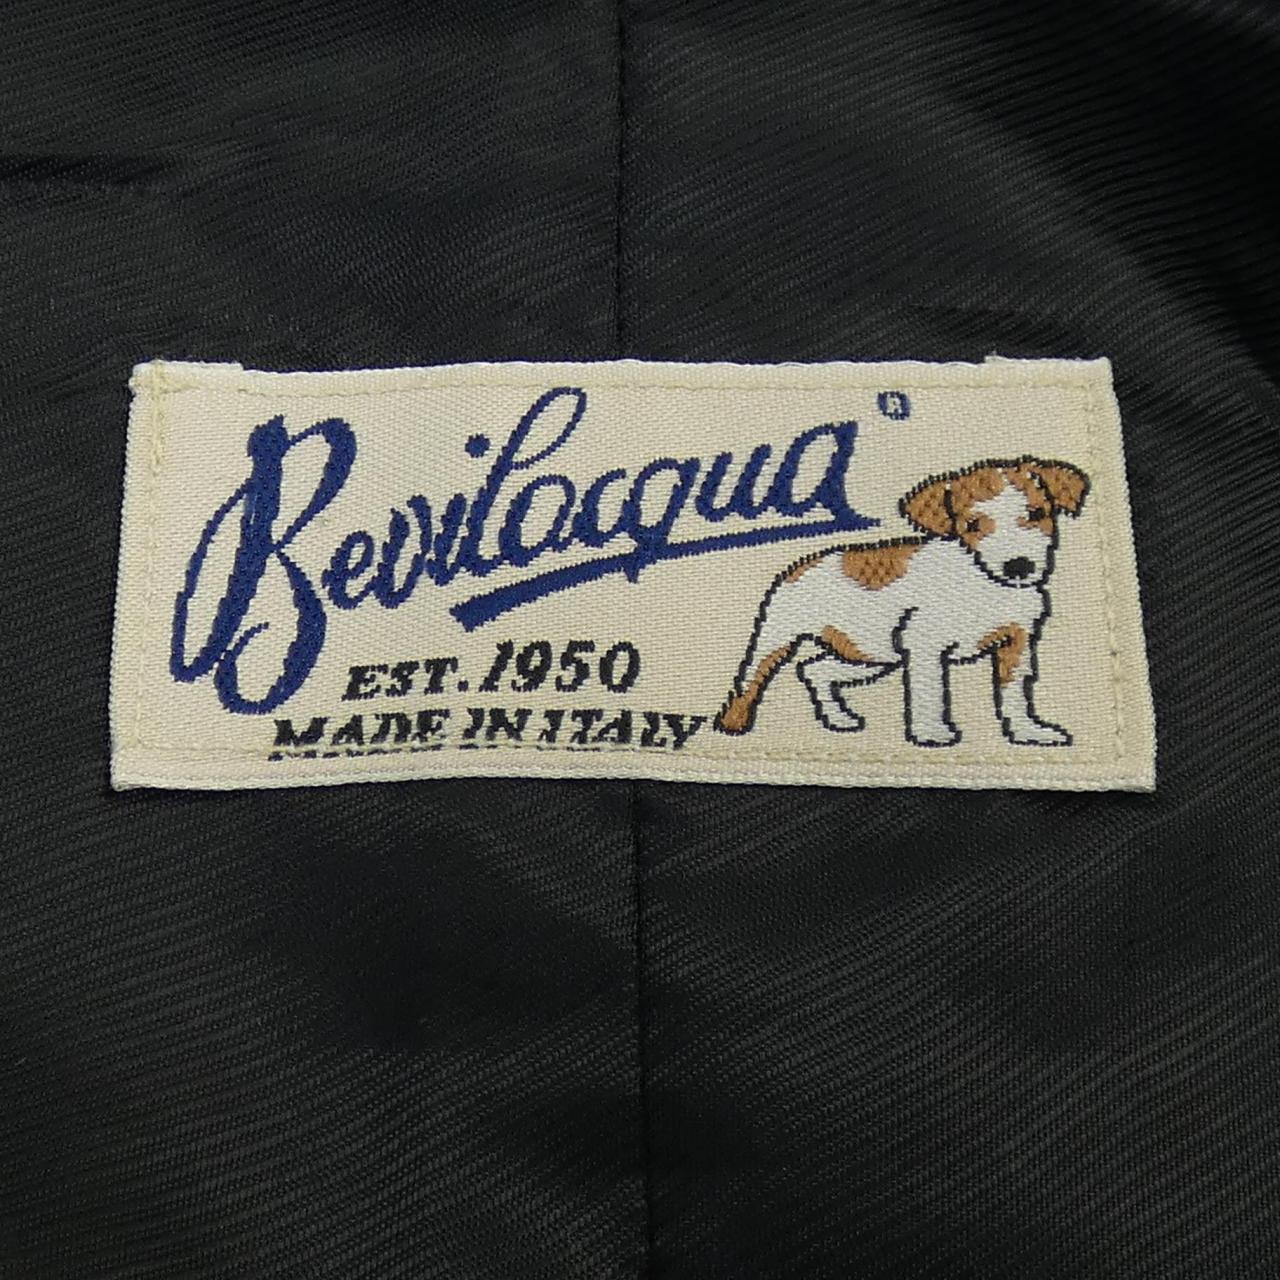 Bevilacqua ®
EST. 1950
MADE IN ITALY